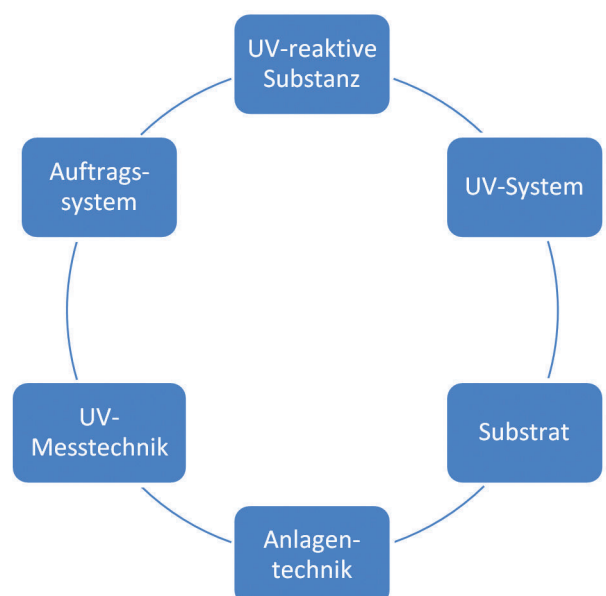 UV-reaktive
Substanz
UV-System
Substrat
Anlagen-
technik
UV-
Messtechnik
Auftrags-
system